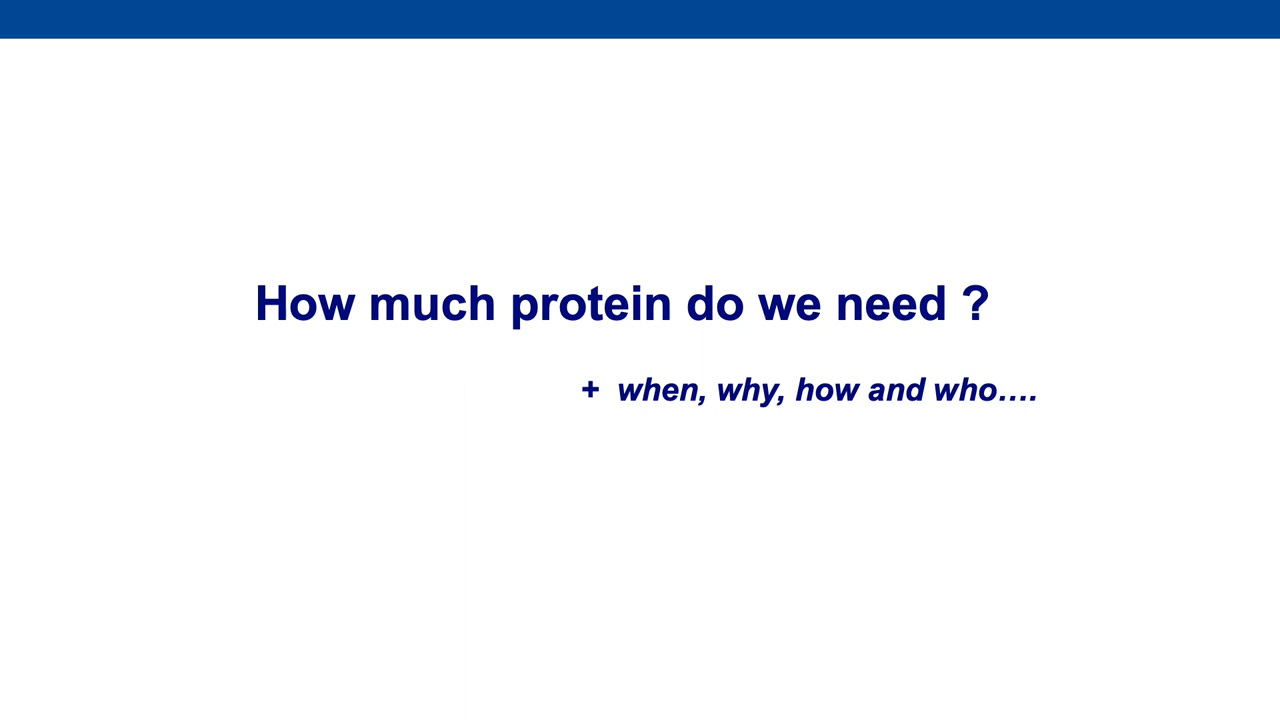 How much protein do we need ?
+ when, why, how and who....